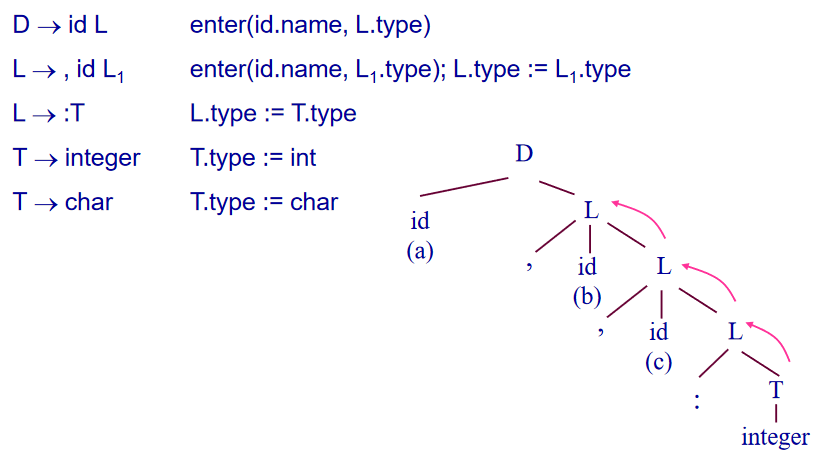 D → id L enter(id.name, L.type)
L → , id L₁ enter(id.name, L₁.type); L.type := L₁.type
L → :T L.type := T.type
T → integer T.type := int
T → char T.type := char
D
id
(a)
L
,
id
(b)
L
,
id
(c)
L
:
T
integer